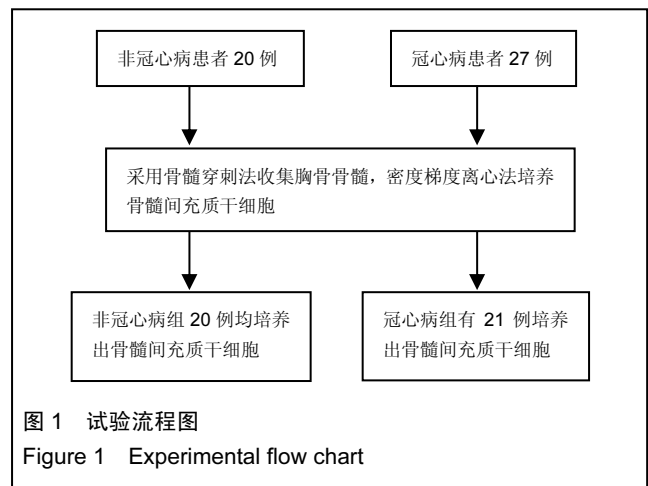 非冠心病患者 20 例
冠心病患者 27 例
采用骨髓穿刺法收集胸骨骨髓，密度梯度离心法培养
骨髓间充质干细胞
非冠心病组 20 例均培养
出骨髓间充质干细胞
冠心病组有 21 例培养
出骨髓间充质干细胞
图 1 试验流程图
Figure 1 Experimental flow chart